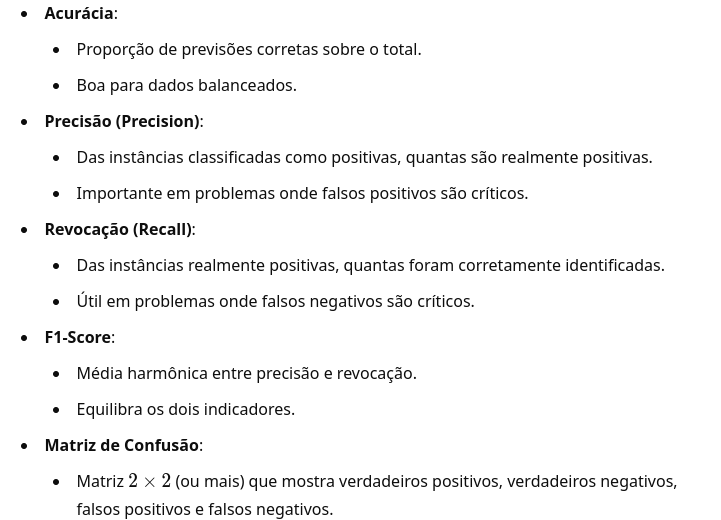 • Acurácia:
• Proporção de previsões corretas sobre o total.
• Boa para dados balanceados.
• Precisão (Precision):
• Das instâncias classificadas como positivas, quantas são realmente positivas.
• Importante em problemas onde falsos positivos são críticos.
• Revocação (Recall):
• Das instâncias realmente positivas, quantas foram corretamente identificadas.
• Útil em problemas onde falsos negativos são críticos.
• F1-Score:
• Média harmônica entre precisão e revocação.
• Equilibra os dois indicadores.
• Matriz de Confusão:
• Matriz 2 × 2 (ou mais) que mostra verdadeiros positivos, verdadeiros negativos,
falsos positivos e falsos negativos.